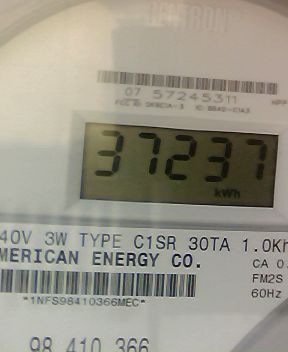 CENTRON
07 57245311
37237
kWh
40V 3W TYPE C1SR 30TA 1.0Kh
MERICAN ENERGY CO.
CA 0.
FM2S
60Hz
*1NFS98410366MEC*
98 410 366